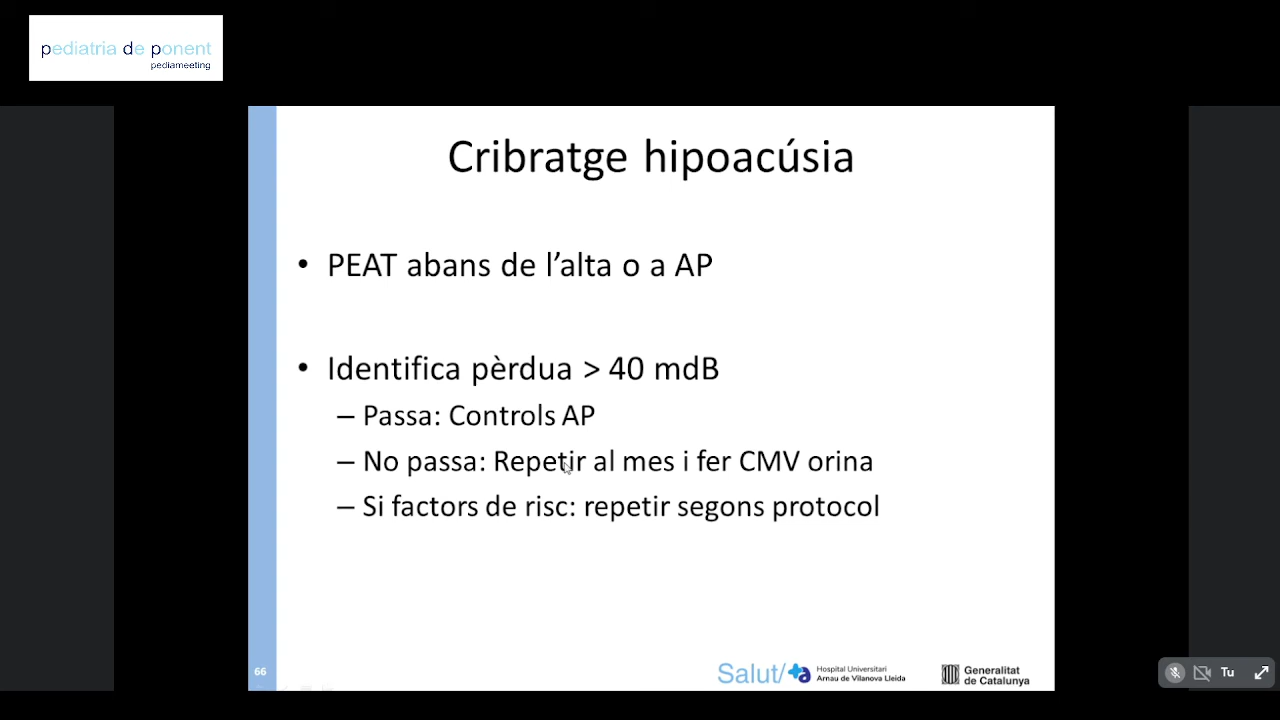 pediatria de ponent
pediameeting
Cribratge hipoacúsia
• PEAT abans de l’alta o a AP
• Identifica pèrdua > 40 mdB
– Passa: Controls AP
– No passa: Repetir al mes i fer CMV orina
– Si factors de risc: repetir segons protocol
66
Salut/
Hospital Universitari
Arnau de Vilanova Lleida
Generalitat
de Catalunya
Tu